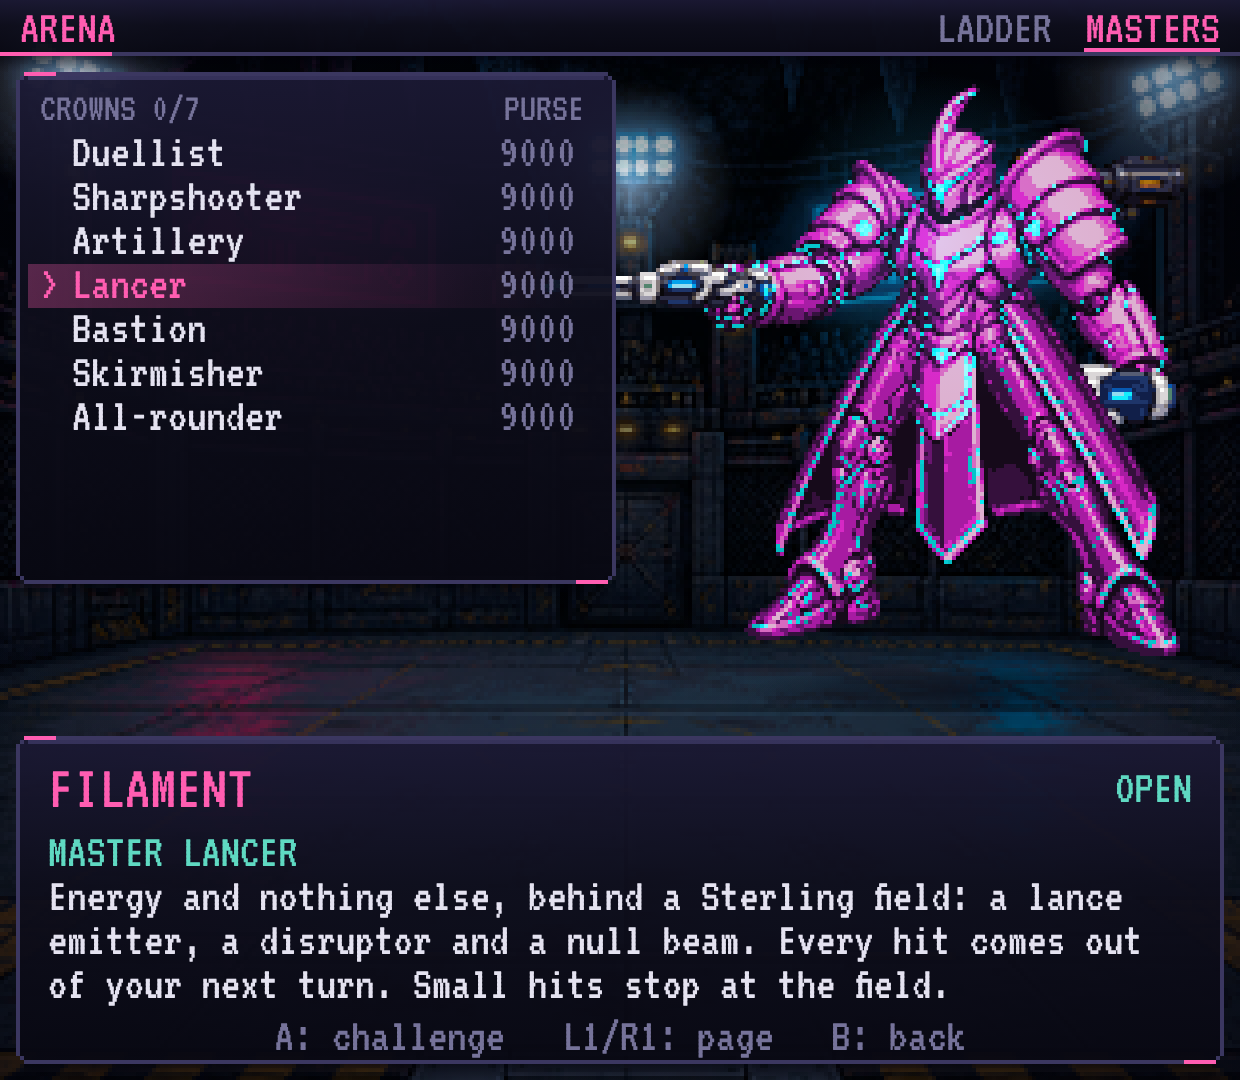 ARENA LADDER MASTERS
CROWNS 0/7 PURSE
Duellist 9000
Sharpshooter 9000
Artillery 9000
> Lancer 9000
Bastion 9000
Skirmisher 9000
All-rounder 9000
FILAMENT OPEN
MASTER LANCER
Energy and nothing else, behind a Sterling field: a lance
emitter, a disruptor and a null beam. Every hit comes out
of your next turn. Small hits stop at the field.
A: challenge L1/R1: page B: back